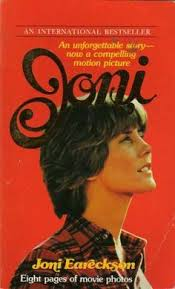 AN INTERNATIONAL BESTSELLER
An unforgettable story—
now a compelling
motion picture
Joni
Joni Eareckson
Eight pages of movie photos